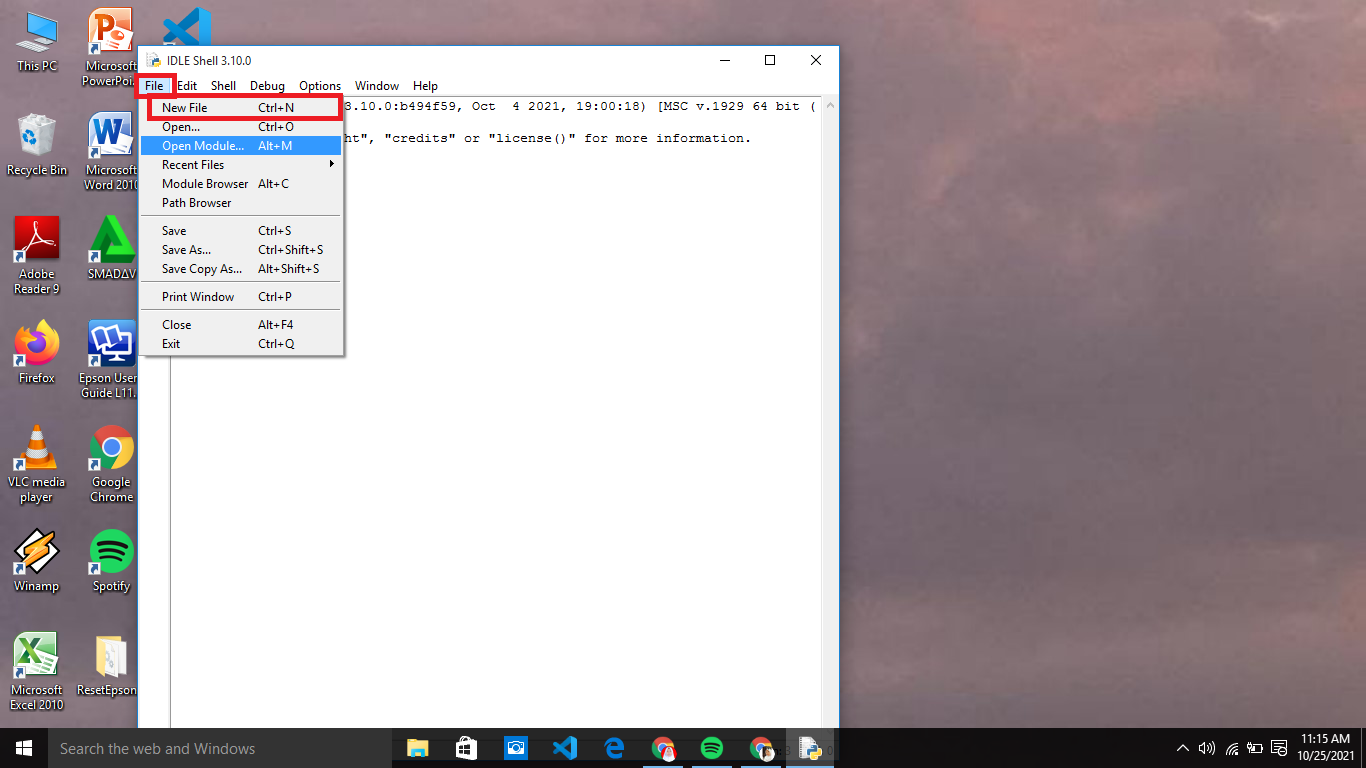 This PC
Microsoft
PowerPoi...
Recycle Bin
Microsoft
Word 2010
Adobe
Reader 9
SMADΔV
Firefox
Epson User
Guide L11.
VLC media
player
Google
Chrome
Winamp
Spotify
Microsoft
Excel 2010
ResetEpson
IDLE Shell 3.10.0
File Edit Shell Debug Options Window Help
3.10.0:b494f59, Oct 4 2021, 19:00:18) [MSC v.1929 64 bit (
ht", "credits" or "license()" for more information.
New File Ctrl+N
Open... Ctrl+O
Open Module... Alt+M
Recent Files
Module Browser Alt+C
Path Browser
Save Ctrl+S
Save As... Ctrl+Shift+S
Save Copy As... Alt+Shift+S
Print Window Ctrl+P
Close Alt+F4
Exit Ctrl+Q
Search the web and Windows
11:15 AM
10/25/2021